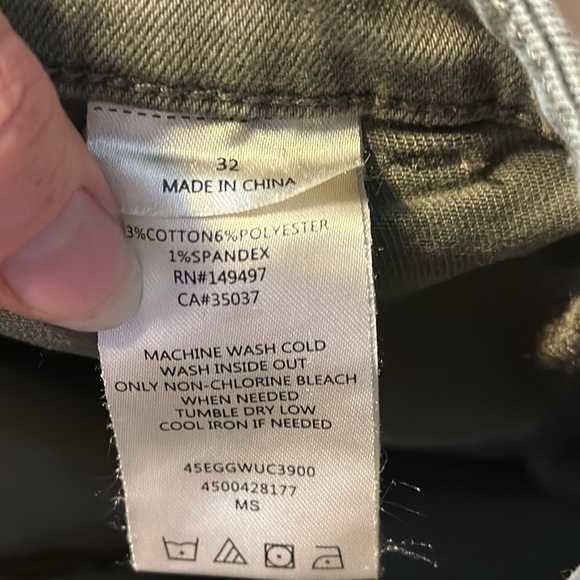 32
MADE IN CHINA
3%COTTON6%POLYESTER
1%SPANDEX
RN#149497
CA#35037
MACHINE WASH COLD
WASH INSIDE OUT
ONLY NON-CHLORINE BLEACH
WHEN NEEDED
TUMBLE DRY LOW
COOL IRON IF NEEDED
45EGGWUC3900
4500428177
MS